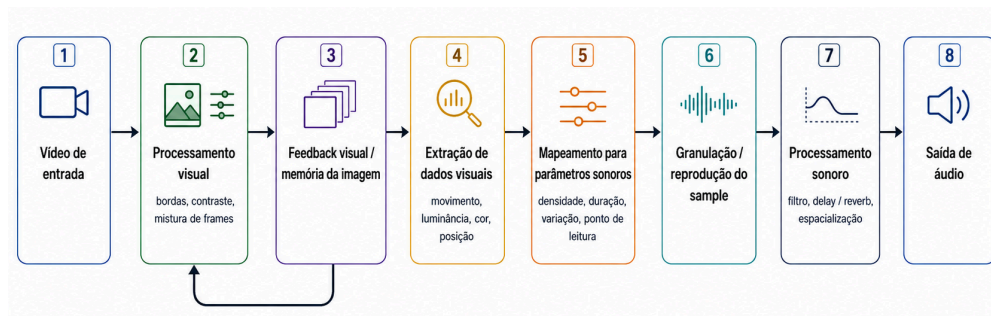 1
Vídeo de
entrada
2
Processamento
visual
bordas, contraste,
mistura de frames
3
Feedback visual /
memória da imagem
4
Extração de
dados visuais
movimento,
luminância, cor,
posição
5
Mapeamento para
parâmetros sonoros
densidade, duração,
variação, ponto de
leitura
6
Granulação /
reprodução do
sample
7
Processamento
sonoro
filtro, delay / reverb,
espacialização
8
Saída de
áudio